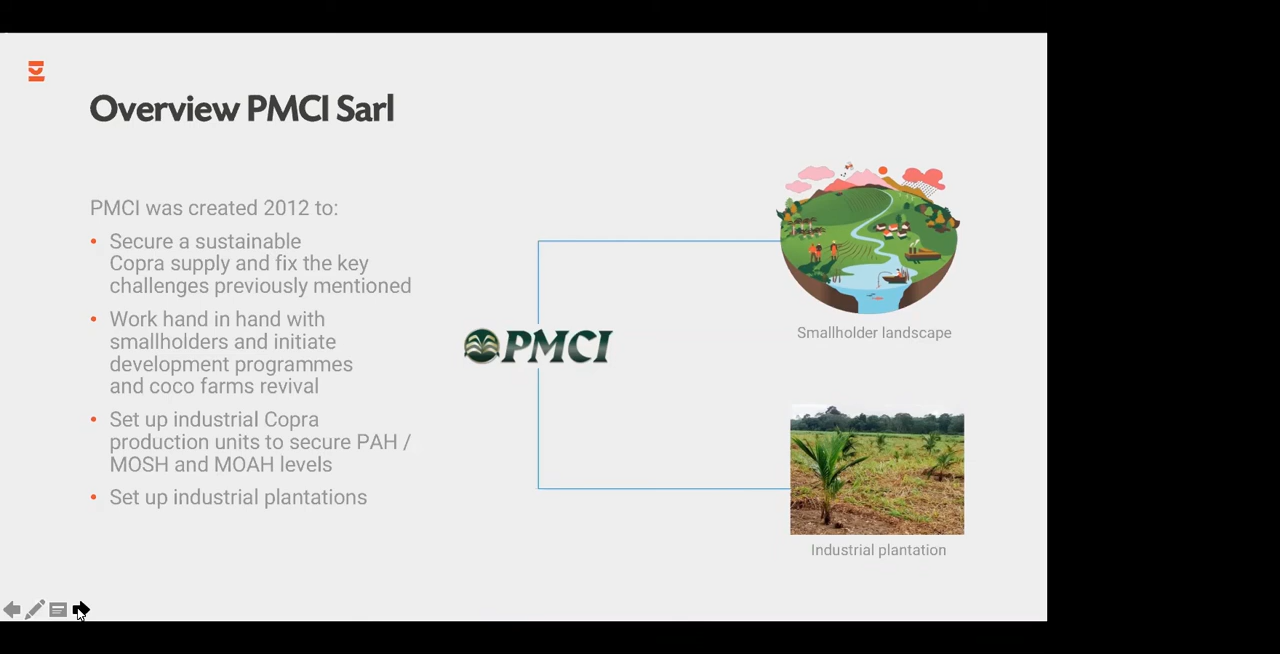 Overview PMCI Sarl
PMCI was created 2012 to:
• Secure a sustainable
Copra supply and fix the key
challenges previously mentioned
• Work hand in hand with
smallholders and initiate
development programmes
and coco farms revival
• Set up industrial Copra
production units to secure PAH /
MOSH and MOAH levels
• Set up industrial plantations
PMCI
Smallholder landscape
Industrial plantation